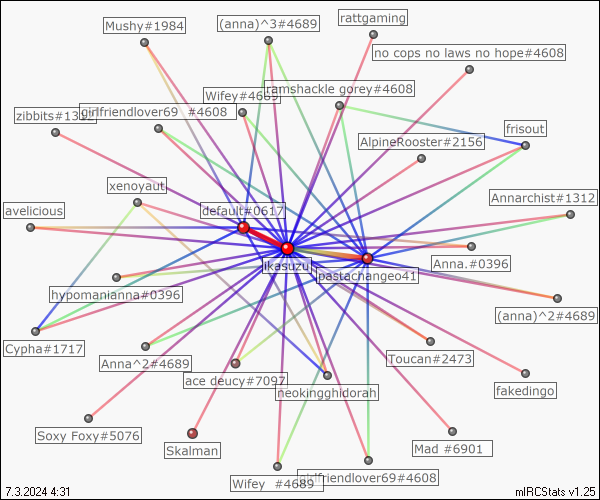 Mushy#1984
(anna)^3#4689
rattgaming
no cops no laws no hope#4608
Wifey#4689
ramshackle gorey#4608
zibbits#1312
girlfriendlover69 #4608
frisout
AlpineRooster#2156
xenoyaut
Annarchist#1312
avelicious
default#0617
ikasuzu
Anna.#0396
pastachangeo41
hypomanianna#0396
(anna)^2#4689
Cypha#1717
Anna^2#4689
Toucan#2473
ace deucy#7097
neokingghidorah
fakedingo
Soxy Foxy#5076
Skalman
Mad #6901
Wifey #4689
girlfriendlover69#4608
7.3.2024 4:31
mIRCStats v1.25